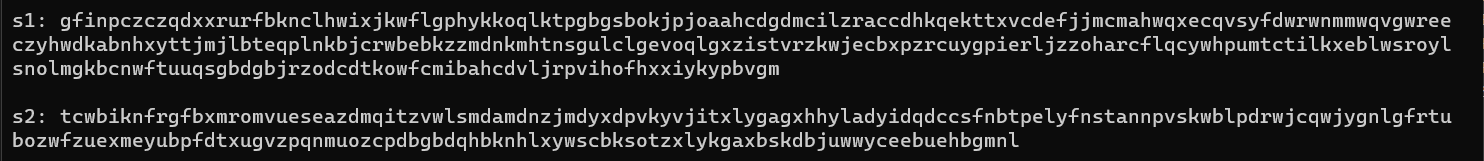 s1: gfinpczczqdxxrurfbknclhwixjkwflgphykkoqlktpgbgsbokjpjoaahcdgdmcilzraccdhkqekttxvcdefjjmcmahwqxecqvsyfdwrwnmmwqvgwree
czyhwdkabnhxyttjmjlbteqplnkbjcrwbebkzzmdnkmhtnsgulclgevoqlgxzistvrzkwjecbxpzrcuygpierljzzoharcflqcywhpumtctilkxeblwsroyl
snolmgkbcnwftuuqsgbdgbjrzodcdtkowfcmibahcdvljrpvihofhxxiykypbvgm
s2: tcwbiknfrgfbxmromvueseazdmqitzvwlsmdamdnzjmdyxdpvkyvjitxlygagxhhyladyidqdccsfnbtpelyfnstannpvskwblpdrwjcqwjygnlgfrtu
bozwfzuexmeyubpfdtxugvzpqnmuozcpdbgbdqhbknhlxywscbksotzxlykgaxbskdbjuwwyceebuehbgmnl